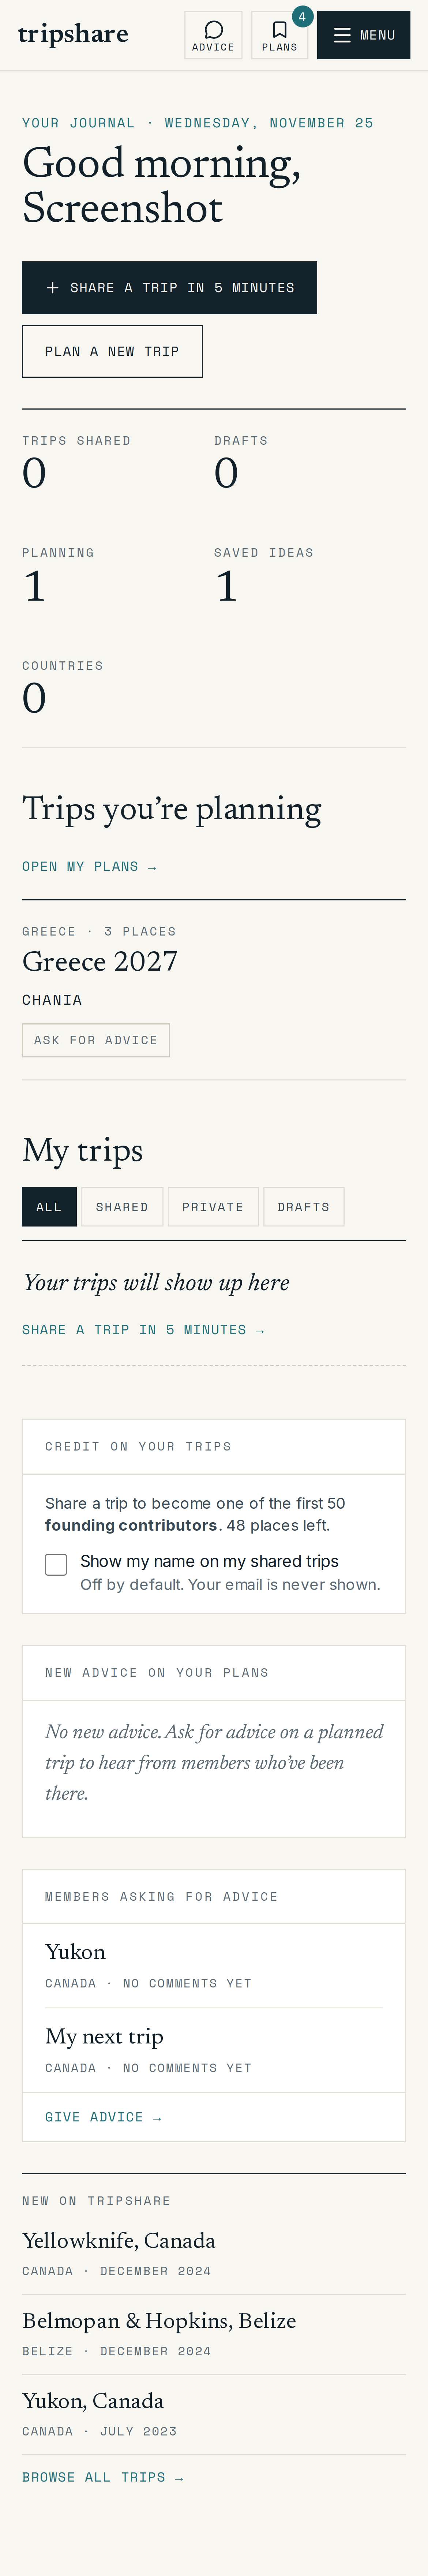 tripshare
ADVICE
PLANS
4
MENU
YOUR JOURNAL · WEDNESDAY, NOVEMBER 25
Good morning,
Screenshot
+ SHARE A TRIP IN 5 MINUTES
PLAN A NEW TRIP
TRIPS SHARED
0
DRAFTS
0
PLANNING
1
SAVED IDEAS
1
COUNTRIES
0
Trips you’re planning
OPEN MY PLANS →
GREECE · 3 PLACES
Greece 2027
CHANIA
ASK FOR ADVICE
My trips
ALL
SHARED
PRIVATE
DRAFTS
Your trips will show up here
SHARE A TRIP IN 5 MINUTES →
CREDIT ON YOUR TRIPS
Share a trip to become one of the first 50
founding contributors. 48 places left.
Show my name on my shared trips
Off by default. Your email is never shown.
NEW ADVICE ON YOUR PLANS
No new advice. Ask for advice on a planned
trip to hear from members who’ve been
there.
MEMBERS ASKING FOR ADVICE
Yukon
CANADA · NO COMMENTS YET
My next trip
CANADA · NO COMMENTS YET
GIVE ADVICE →
NEW ON TRIPSHARE
Yellowknife, Canada
CANADA · DECEMBER 2024
Belmopan & Hopkins, Belize
BELIZE · DECEMBER 2024
Yukon, Canada
CANADA · JULY 2023
BROWSE ALL TRIPS →